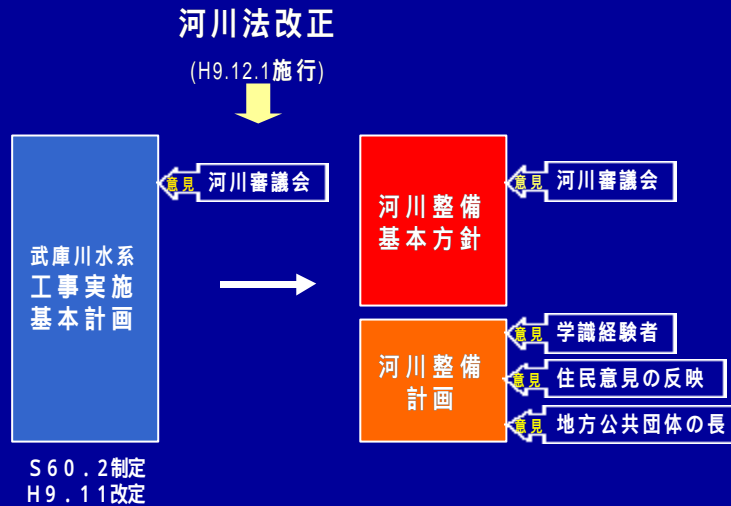 河川法改正
(H9.12.1施行)
意見 河川審議会
武庫川水系
工事実施
基本計画
S60.2制定
H9.11改定
意見 河川審議会
河川整備
基本方針
意見 学識経験者
河川整備
計画
意見 住民意見の反映
意見 地方公共団体の長